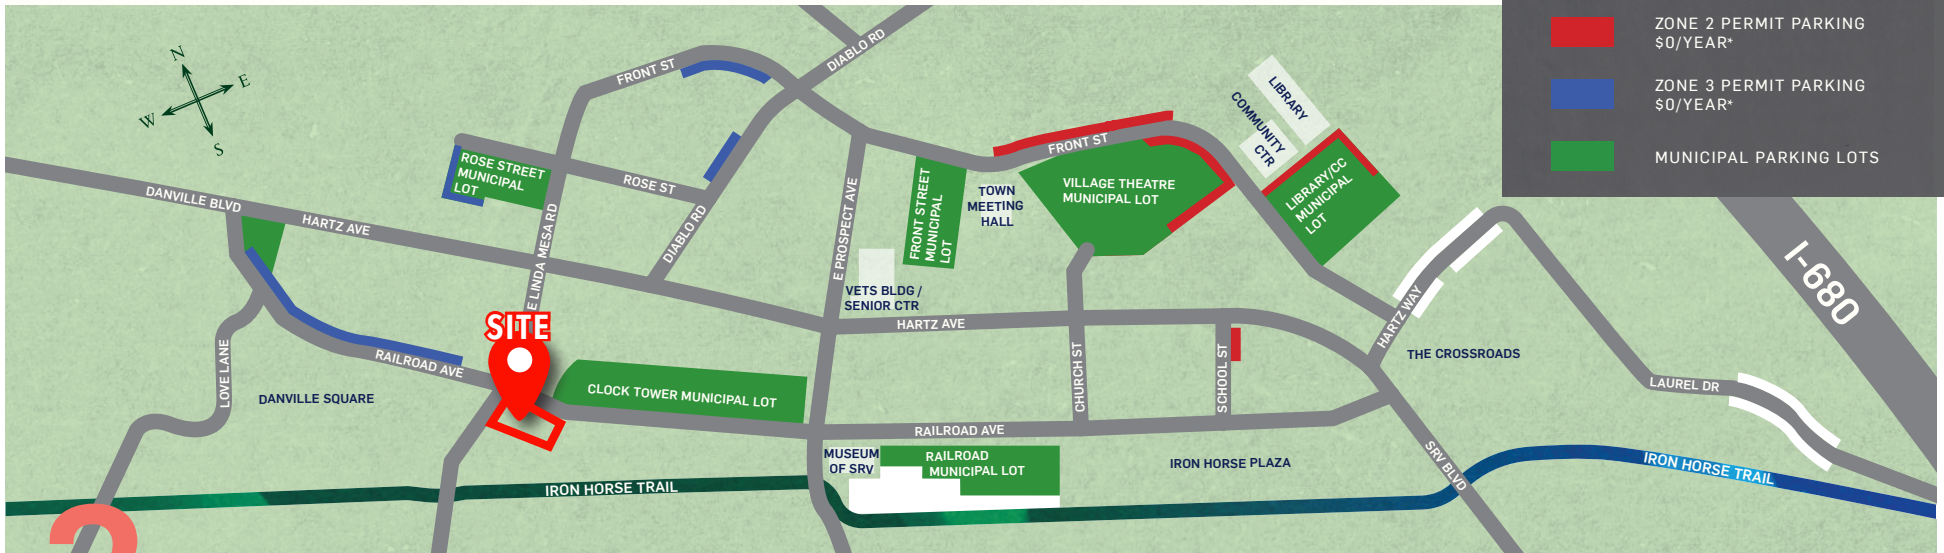 ZONE 2 PERMIT PARKING
$0/YEAR*
ZONE 3 PERMIT PARKING
$0/YEAR*
MUNICIPAL PARKING LOTS
N
E
W
S
FRONT ST
DIABLO RD
LIBRARY
COMMUNITY
CTR
ROSE STREET
MUNICIPAL
LOT
ROSE ST
FRONT ST
LIBRARY/CC
MUNICIPAL
LOT
DANVILLE BLVD
HARTZ AVE
E LINDA MESA RD
DIABLO RD
E PROSPECT AVE
FRONT STREET
MUNICIPAL
LOT
TOWN
MEETING
HALL
VILLAGE THEATRE
MUNICIPAL LOT
VETS BLDG /
SENIOR CTR
HARTZ AVE
HARTZ WAY
I-680
SITE
RAILROAD AVE
LOVE LANE
DANVILLE SQUARE
CLOCK TOWER MUNICIPAL LOT
CHURCH ST
SCHOOL ST
THE CROSSROADS
LAUREL DR
RAILROAD AVE
MUSEUM
OF SRV
RAILROAD
MUNICIPAL LOT
IRON HORSE PLAZA
SRV BLVD
IRON HORSE TRAIL
IRON HORSE TRAIL